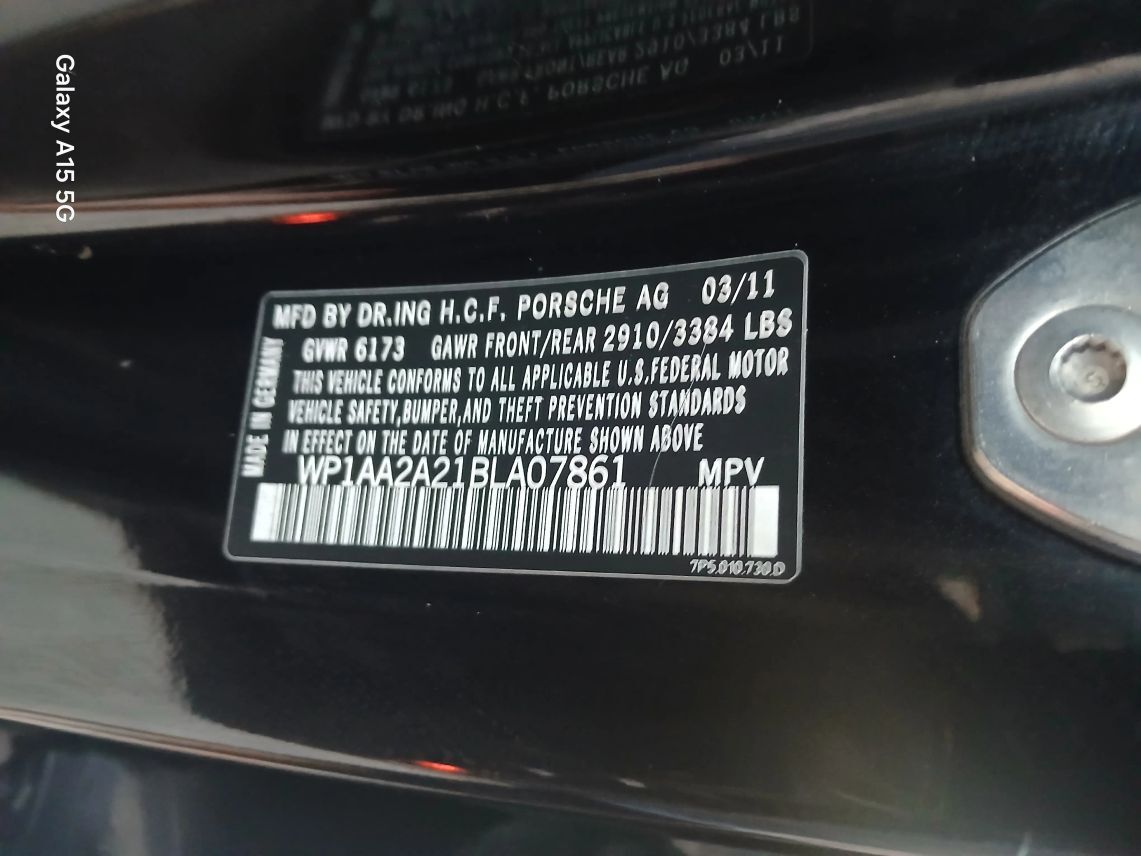 Galaxy A15 5G
MFD BY DR.ING H.C.F. PORSCHE AG 03/11
GVWR 6173 GAWR FRONT/REAR 2910/3384 LBS
THIS VEHICLE CONFORMS TO ALL APPLICABLE U.S.FEDERAL MOTOR
VEHICLE SAFETY,BUMPER,AND THEFT PREVENTION STANDARDS
IN EFFECT ON THE DATE OF MANUFACTURE SHOWN ABOVE
MADE IN GERMANY
WP1AA2A21BLA07861 MPV
7P5.010.730.D